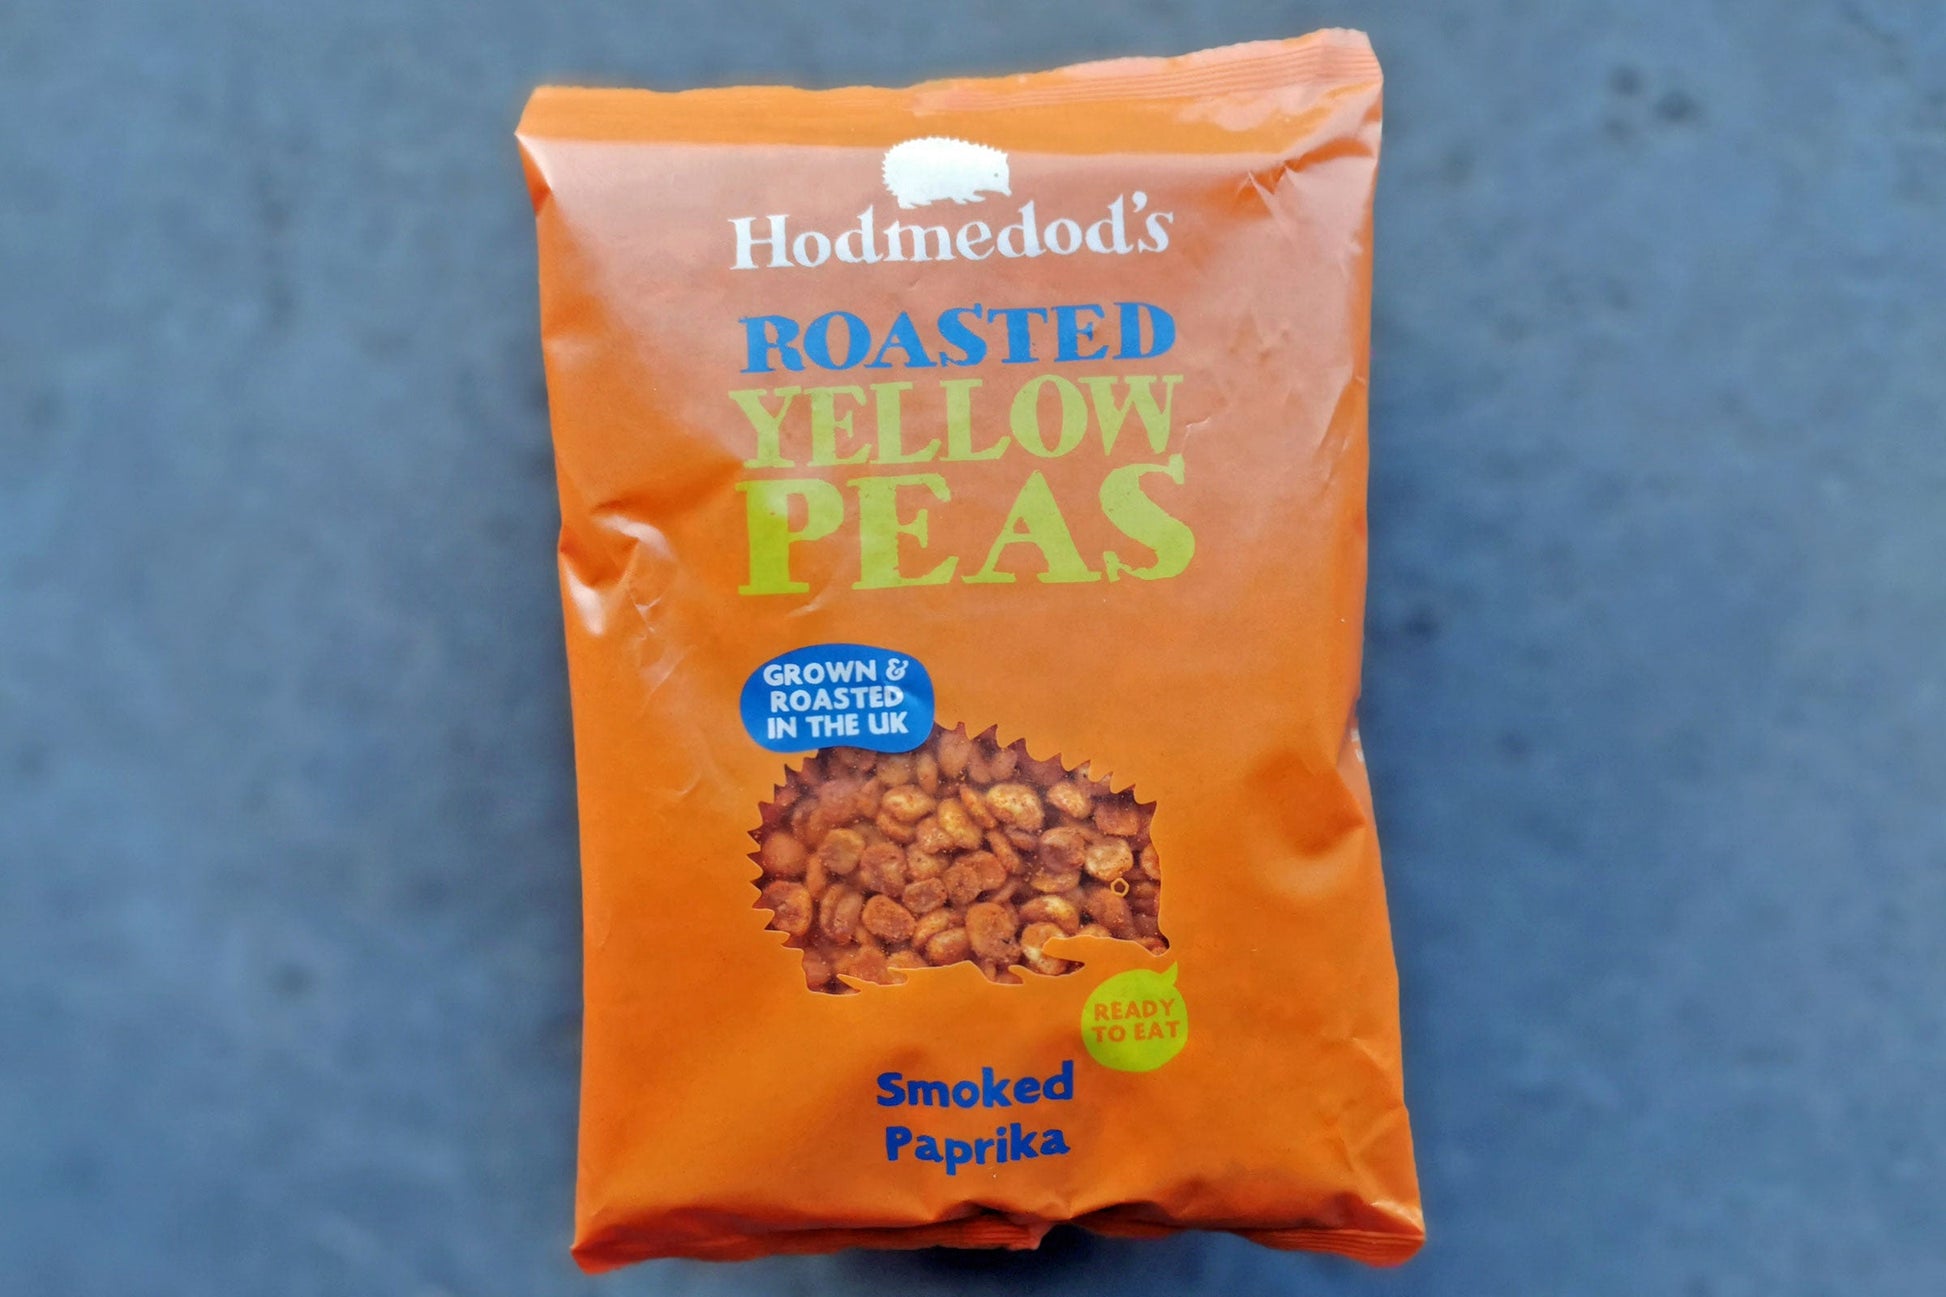 Hodmedod's
ROASTED
YELLOW
PEAS
GROWN &
ROASTED
IN THE UK
READY
TO EAT
Smoked
Paprika